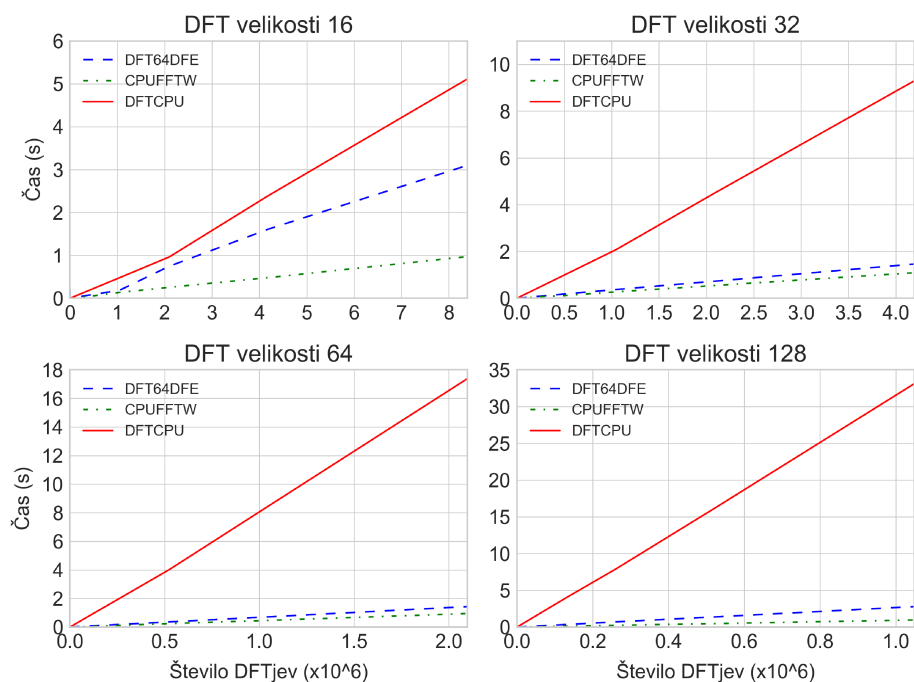 DFT velikosti 16
6
5
4
3
2
1
0
Čas (s)
DFT64DFE
CPUFFTW
DFTCPU
0 1 2 3 4 5 6 7 8
DFT velikosti 32
10
8
6
4
2
0
DFT64DFE
CPUFFTW
DFTCPU
0.0 0.5 1.0 1.5 2.0 2.5 3.0 3.5 4.0
DFT velikosti 64
18
16
14
12
10
8
6
4
2
0
Čas (s)
DFT64DFE
CPUFFTW
DFTCPU
0.0 0.5 1.0 1.5 2.0
Število DFTjev (x10^6)
DFT velikosti 128
35
30
25
20
15
10
5
0
DFT64DFE
CPUFFTW
DFTCPU
0.0 0.2 0.4 0.6 0.8 1.0
Število DFTjev (x10^6)